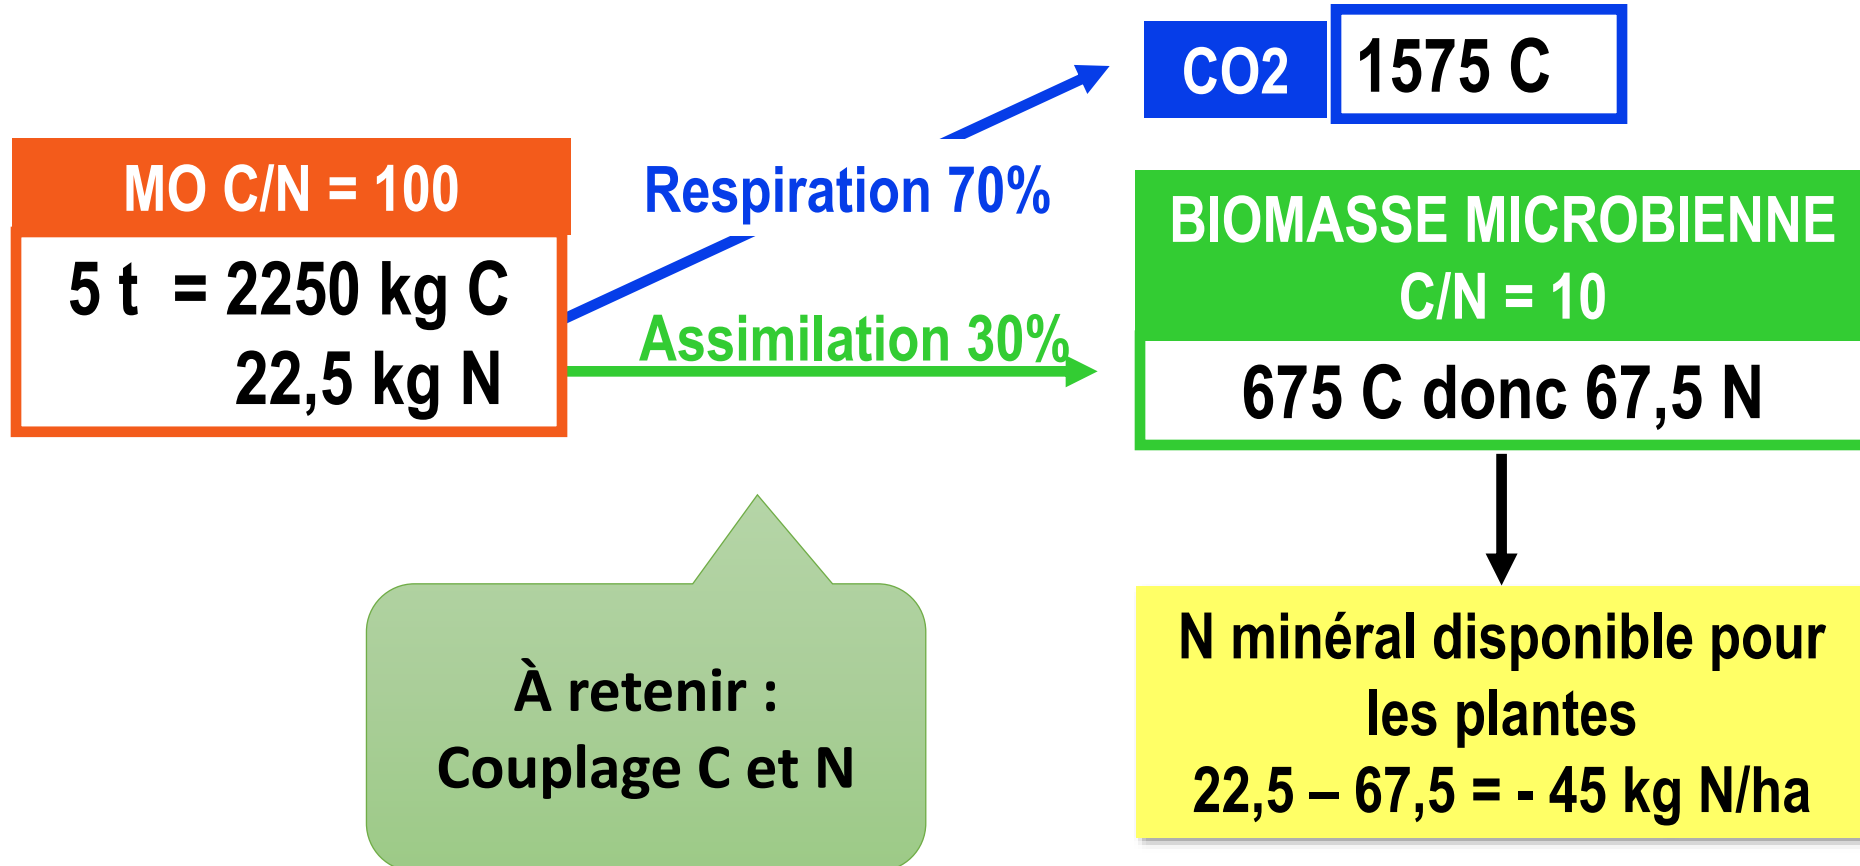 MO C/N = 100
5 t = 2250 kg C
22,5 kg N
Respiration 70%
Assimilation 30%
CO2
1575 C
BIOMASSE MICROBIENNE
C/N = 10
675 C donc 67,5 N
À retenir :
Couplage C et N
N minéral disponible pour
les plantes
22,5 – 67,5 = - 45 kg N/ha